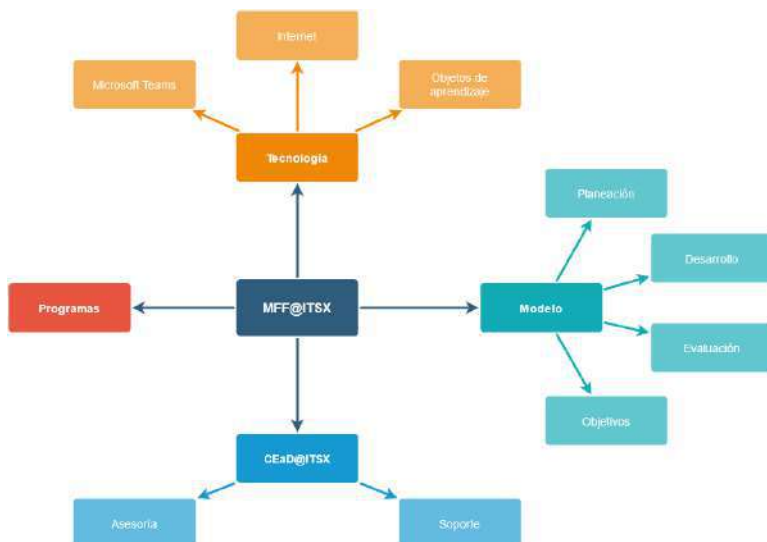 Internet
Microsoft Teams
Objetos de
aprendizaje
Tecnología
Planeación
Desarrollo
Programas
MFF@ITSX
Modelo
Evaluación
Objetivos
CEaD@ITSX
Asesoría
Soporte